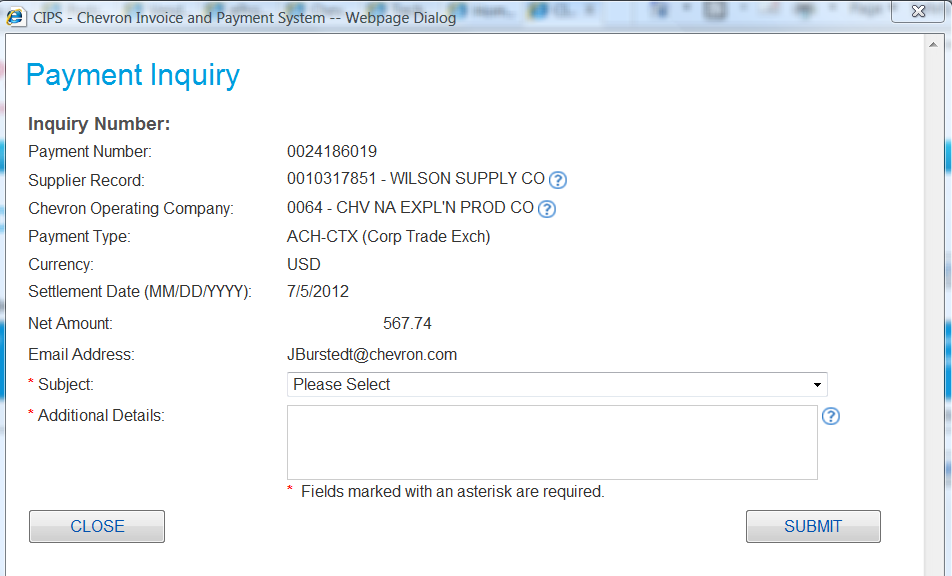 CIPS - Chevron Invoice and Payment System -- Webpage Dialog
Payment Inquiry
Inquiry Number:
Payment Number: 0024186019
Supplier Record: 0010317851 - WILSON SUPPLY CO ?
Chevron Operating Company: 0064 - CHV NA EXPL'N PROD CO ?
Payment Type: ACH-CTX (Corp Trade Exch)
Currency: USD
Settlement Date (MM/DD/YYYY): 7/5/2012
Net Amount: 567.74
Email Address: JBurstedt@chevron.com
* Subject: Please Select
* Additional Details: ?
* Fields marked with an asterisk are required.
CLOSE SUBMIT